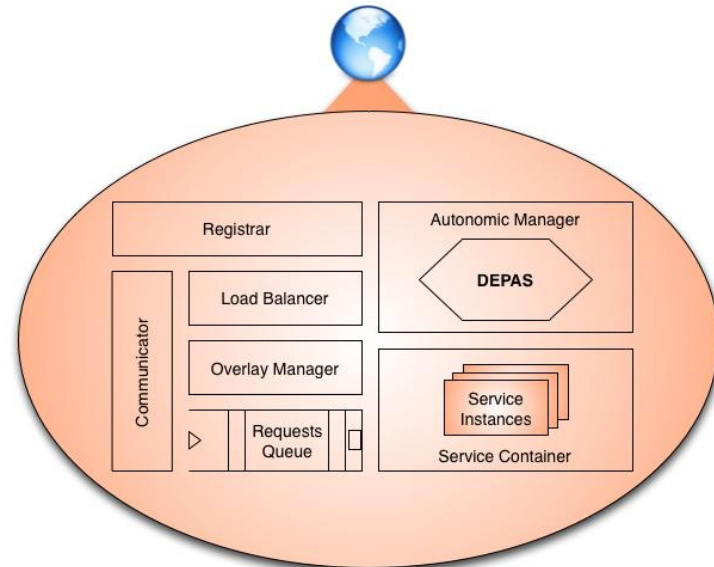 Registrar
Autonomic Manager
DEPAS
Load Balancer
Communicator
Overlay Manager
Requests
Queue
Service
Instances
Service Container